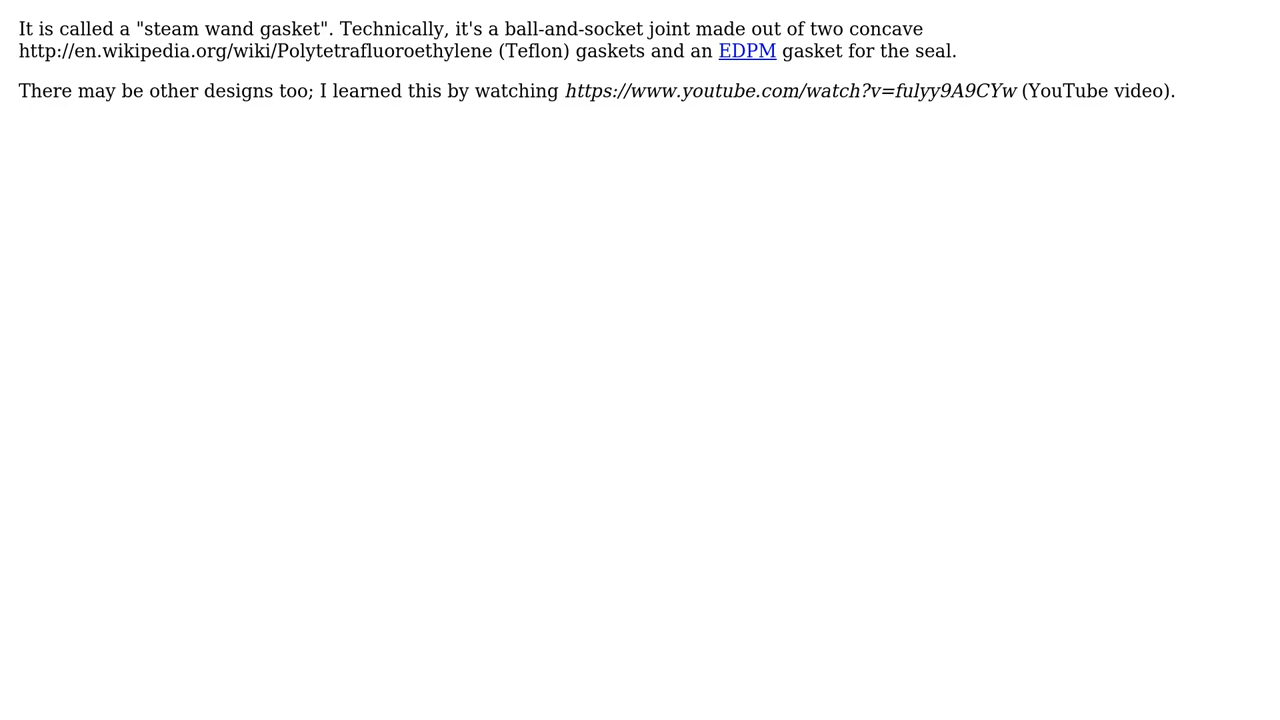 It is called a "steam wand gasket". Technically, it's a ball-and-socket joint made out of two concave
http://en.wikipedia.org/wiki/Polytetrafluoroethylene (Teflon) gaskets and an EDPM gasket for the seal.
There may be other designs too; I learned this by watching https://www.youtube.com/watch?v=fulyy9A9CYw (YouTube video).